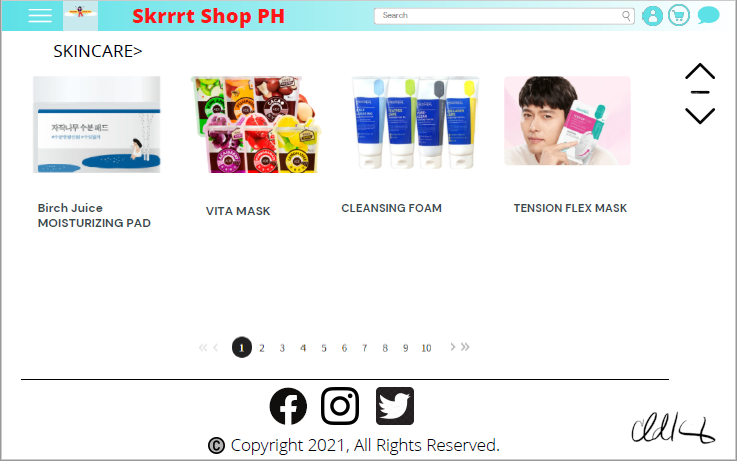 Skrrrt Shop PH
Search
SKINCARE>
자작나무 수분 패드
Birch Juice
MOISTURIZING PAD
VITA MASK
CLEANSING FOAM
TENSION FLEX MASK
« ‹ 1 2 3 4 5 6 7 8 9 10 › »
© Copyright 2021, All Rights Reserved.